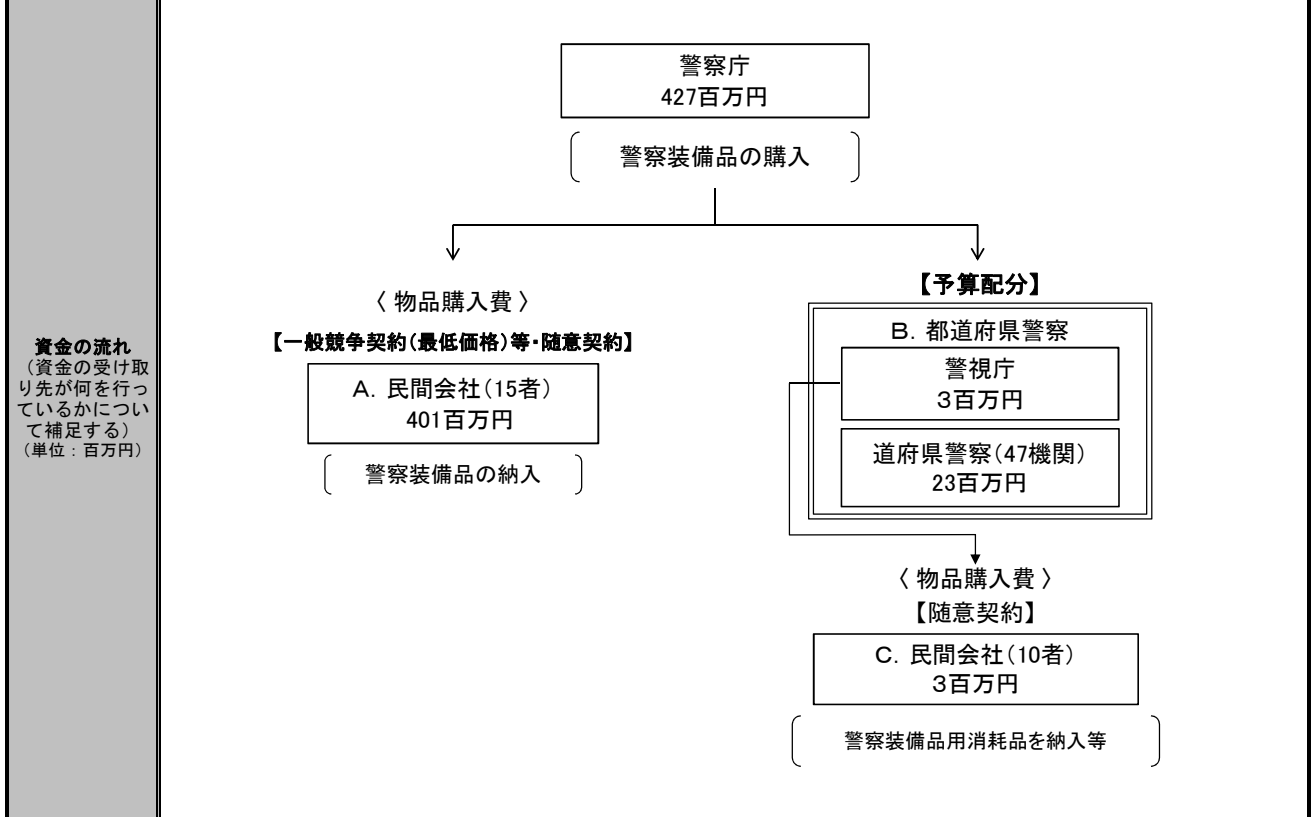 資金の流れ
(資金の受け取
り先が何を行っ
ているかについ
て補足する)
(単位：百万円)
警察庁
427百万円
警察装備品の購入
〈 物品購入費 〉
【一般競争契約(最低価格)等・随意契約】
A．民間会社(15者)
401百万円
警察装備品の納入
【予算配分】
B．都道府県警察
警視庁
3百万円
道府県警察(47機関)
23百万円
〈 物品購入費 〉
【随意契約】
C．民間会社(10者)
3百万円
警察装備品用消耗品を納入等